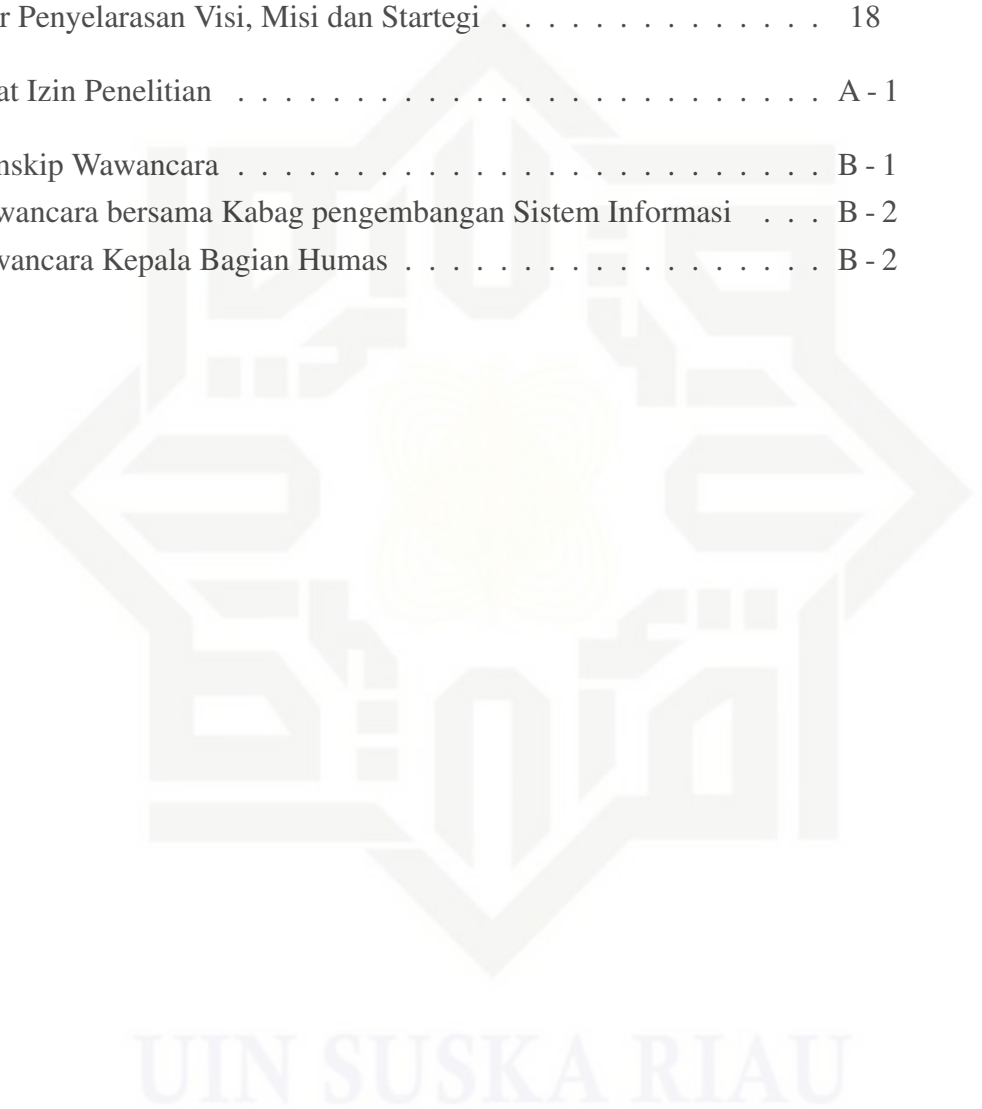 r Penyelarasan Visi, Misi dan Startegi . . . . . . . . . . . . . . 18
at Izin Penelitian . . . . . . . . . . . . . . . . . . . . . . . . . A - 1
nskip Wawancara . . . . . . . . . . . . . . . . . . . . . . . . . B - 1
wancara bersama Kabag pengembangan Sistem Informasi . . . B - 2
wancara Kepala Bagian Humas . . . . . . . . . . . . . . . . . . B - 2
UIN SUSKA RIAU